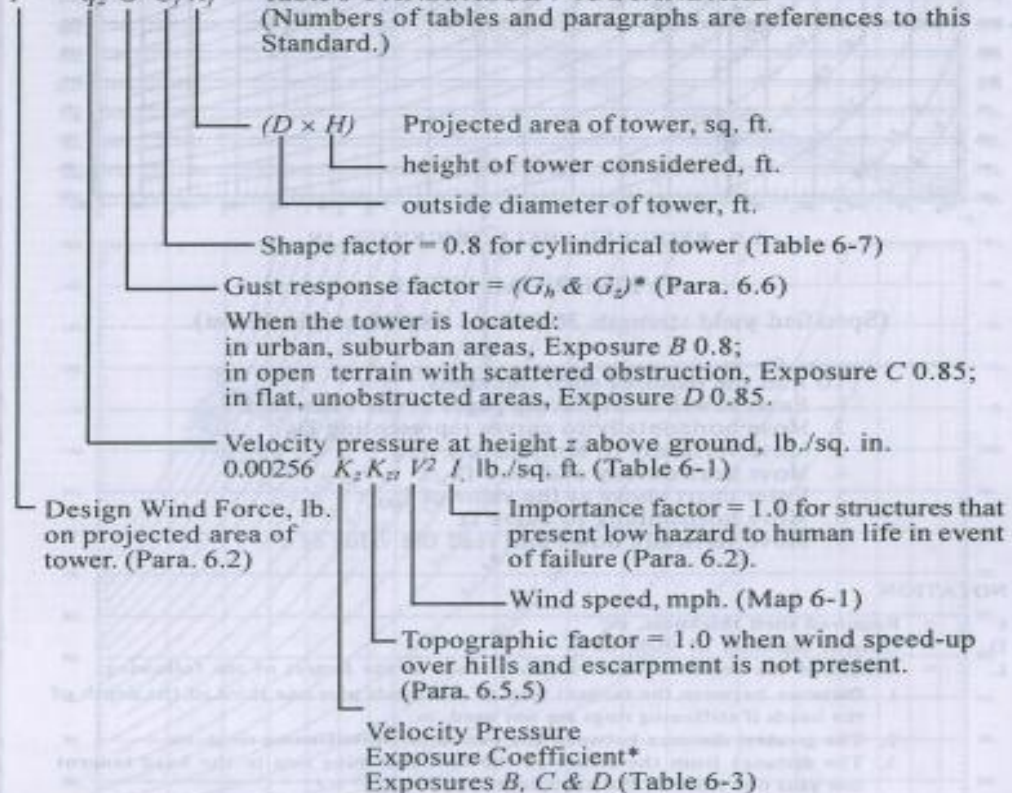 (Numbers of tables and paragraphs are references to this
Standard.)
(D × H) Projected area of tower, sq. ft.
height of tower considered, ft.
outside diameter of tower, ft.
Shape factor = 0.8 for cylindrical tower (Table 6-7)
Gust response factor = (G_h & G_z)* (Para. 6.6)
When the tower is located:
in urban, suburban areas, Exposure B 0.8;
in open terrain with scattered obstruction, Exposure C 0.85;
in flat, unobstructed areas, Exposure D 0.85.
Velocity pressure at height z above ground, lb./sq. in.
0.00256 K_z K_zt V² I lb./sq. ft. (Table 6-1)
Design Wind Force, lb.
on projected area of
tower. (Para. 6.2)
Importance factor = 1.0 for structures that
present low hazard to human life in event
of failure (Para. 6.2).
Wind speed, mph. (Map 6-1)
Topographic factor = 1.0 when wind speed-up
over hills and escarpment is not present.
(Para. 6.5.5)
Velocity Pressure
Exposure Coefficient*
Exposures B, C & D (Table 6-3)